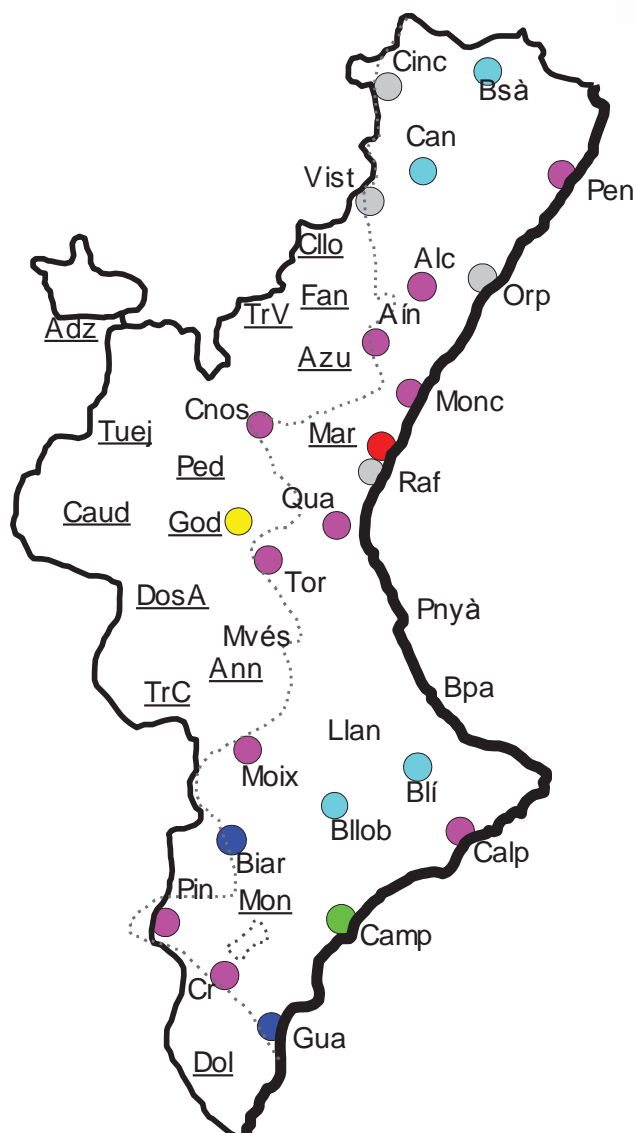 Cinc
Bsà
Can
Vist
Pen
Cllo
Alc
Fan
Orp
TrV
Aín
Adz
Azu
Monc
Cnos
Tuej
Mar
Ped
Raf
Qua
Caud
God
Tor
DosA
Pnyà
Mvés
Ann
Bpa
TrC
Llan
Moix
Blí
Bllob
Calp
Biar
Pin
Mon
Camp
Cr
Gua
Dol